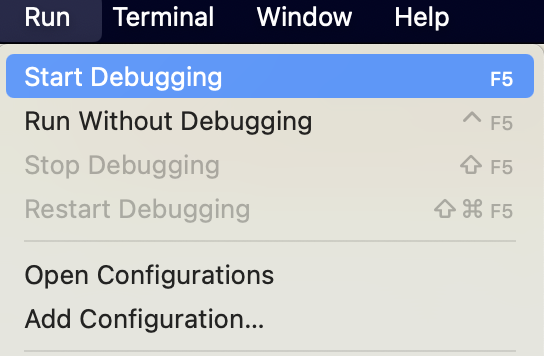 Run Terminal Window Help
Start Debugging F5
Run Without Debugging ^ F5
Stop Debugging ⇧ F5
Restart Debugging ⇧ ⌘ F5
Open Configurations
Add Configuration...